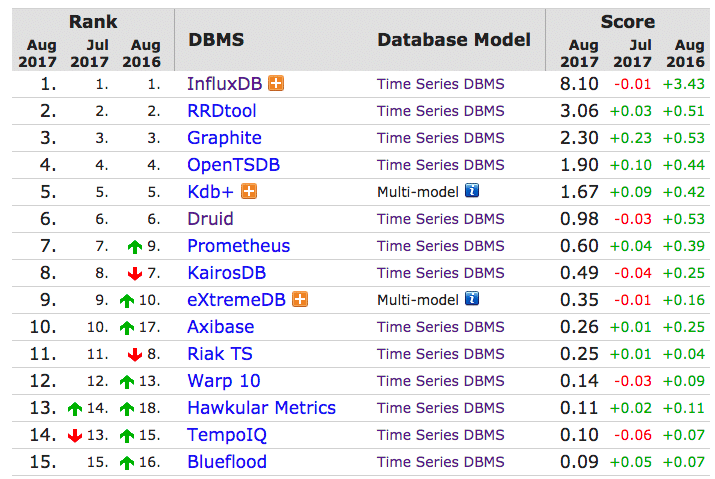 Rank Score
Aug Jul Aug DBMS Database Model Aug Jul Aug
2017 2017 2016 2017 2017 2016
1. 1. 1. InfluxDB Time Series DBMS 8.10 -0.01 +3.43
2. 2. 2. RRDtool Time Series DBMS 3.06 +0.03 +0.51
3. 3. 3. Graphite Time Series DBMS 2.30 +0.23 +0.53
4. 4. 4. OpenTSDB Time Series DBMS 1.90 +0.10 +0.44
5. 5. 5. Kdb+ Multi-model i 1.67 +0.09 +0.42
6. 6. 6. Druid Time Series DBMS 0.98 -0.03 +0.53
7. 7. 9. Prometheus Time Series DBMS 0.60 +0.04 +0.39
8. 8. 7. KairosDB Time Series DBMS 0.49 -0.04 +0.25
9. 9. 10. eXtremeDB Multi-model i 0.35 -0.01 +0.16
10. 10. 17. Axibase Time Series DBMS 0.26 +0.01 +0.25
11. 11. 8. Riak TS Time Series DBMS 0.25 +0.01 +0.04
12. 12. 13. Warp 10 Time Series DBMS 0.14 -0.03 +0.09
13. 14. 18. Hawkular Metrics Time Series DBMS 0.11 +0.02 +0.11
14. 13. 15. TempoIQ Time Series DBMS 0.10 -0.06 +0.07
15. 15. 16. Blueflood Time Series DBMS 0.09 +0.05 +0.07